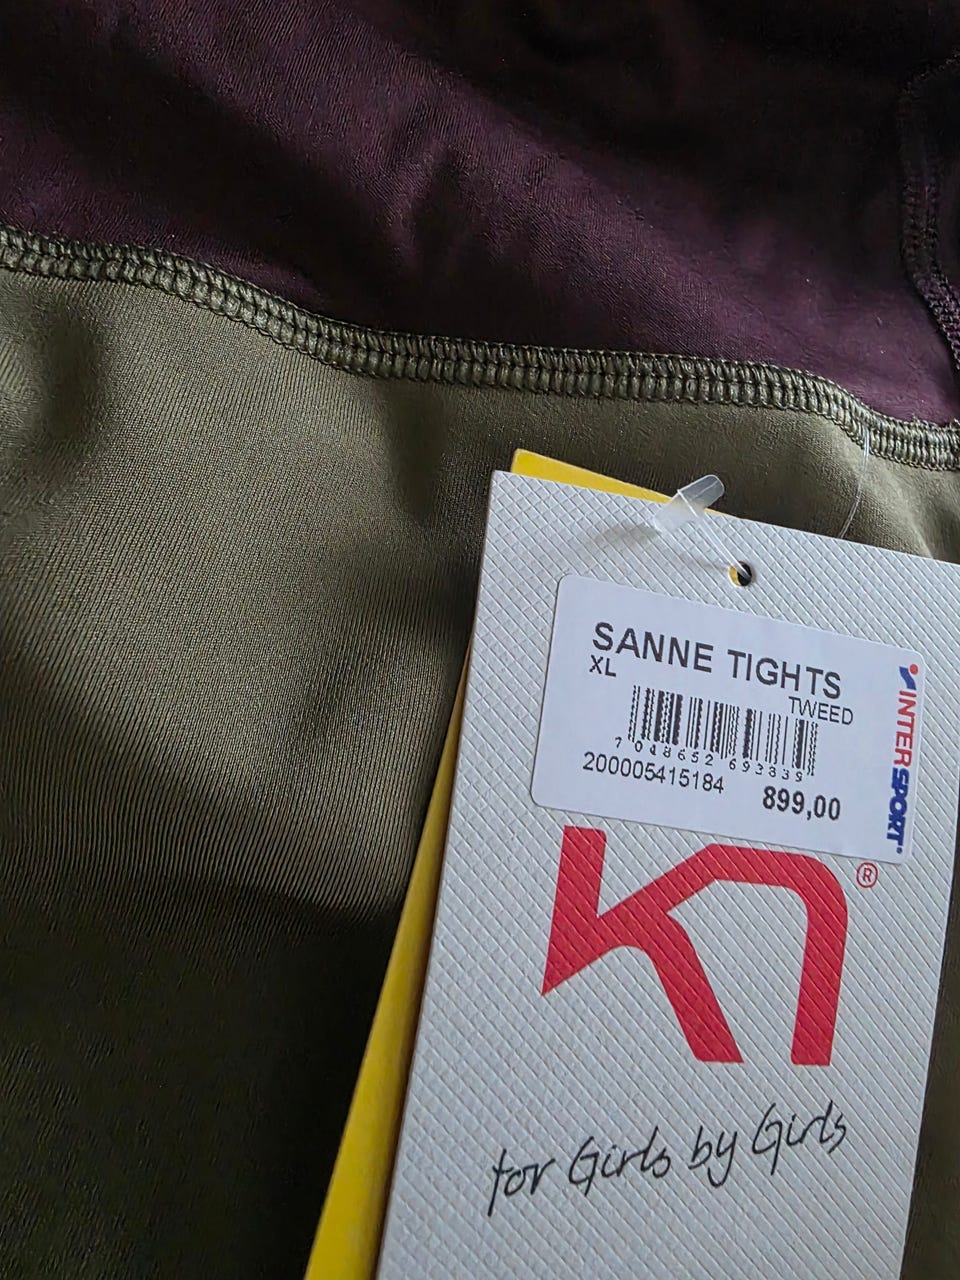 SANNE TIGHTS
XL
TWEED
7 048652 693839
200005415184
899,00
INTERSPORT
®
for Girls by Girls